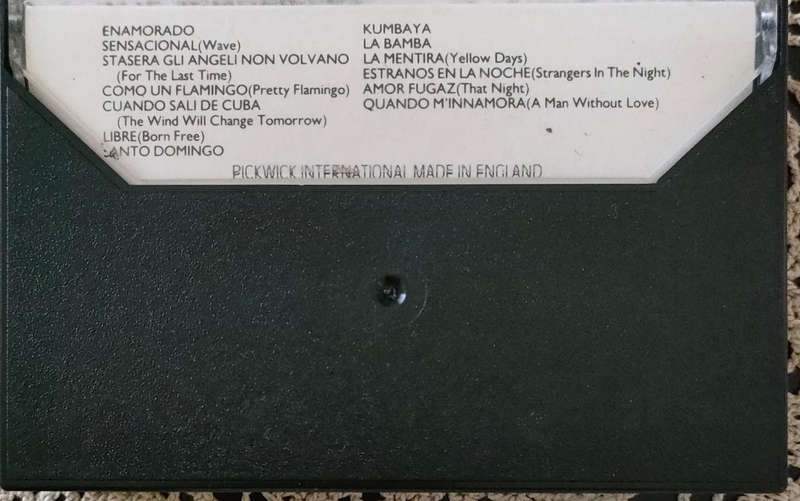 ENAMORADO
SENSACIONAL(Wave)
STASERA GLI ANGELI NON VOLVANO
(For The Last Time)
COMO UN FLAMINGO(Pretty Flamingo)
CUANDO SALI DE CUBA
(The Wind Will Change Tomorrow)
LIBRE(Born Free)
SANTO DOMINGO
KUMBAYA
LA BAMBA
LA MENTIRA(Yellow Days)
ESTRANOS EN LA NOCHE(Strangers In The Night)
AMOR FUGAZ(That Night)
QUANDO M'INNAMORA(A Man Without Love)
PICKWICK INTERNATIONAL MADE IN ENGLAND